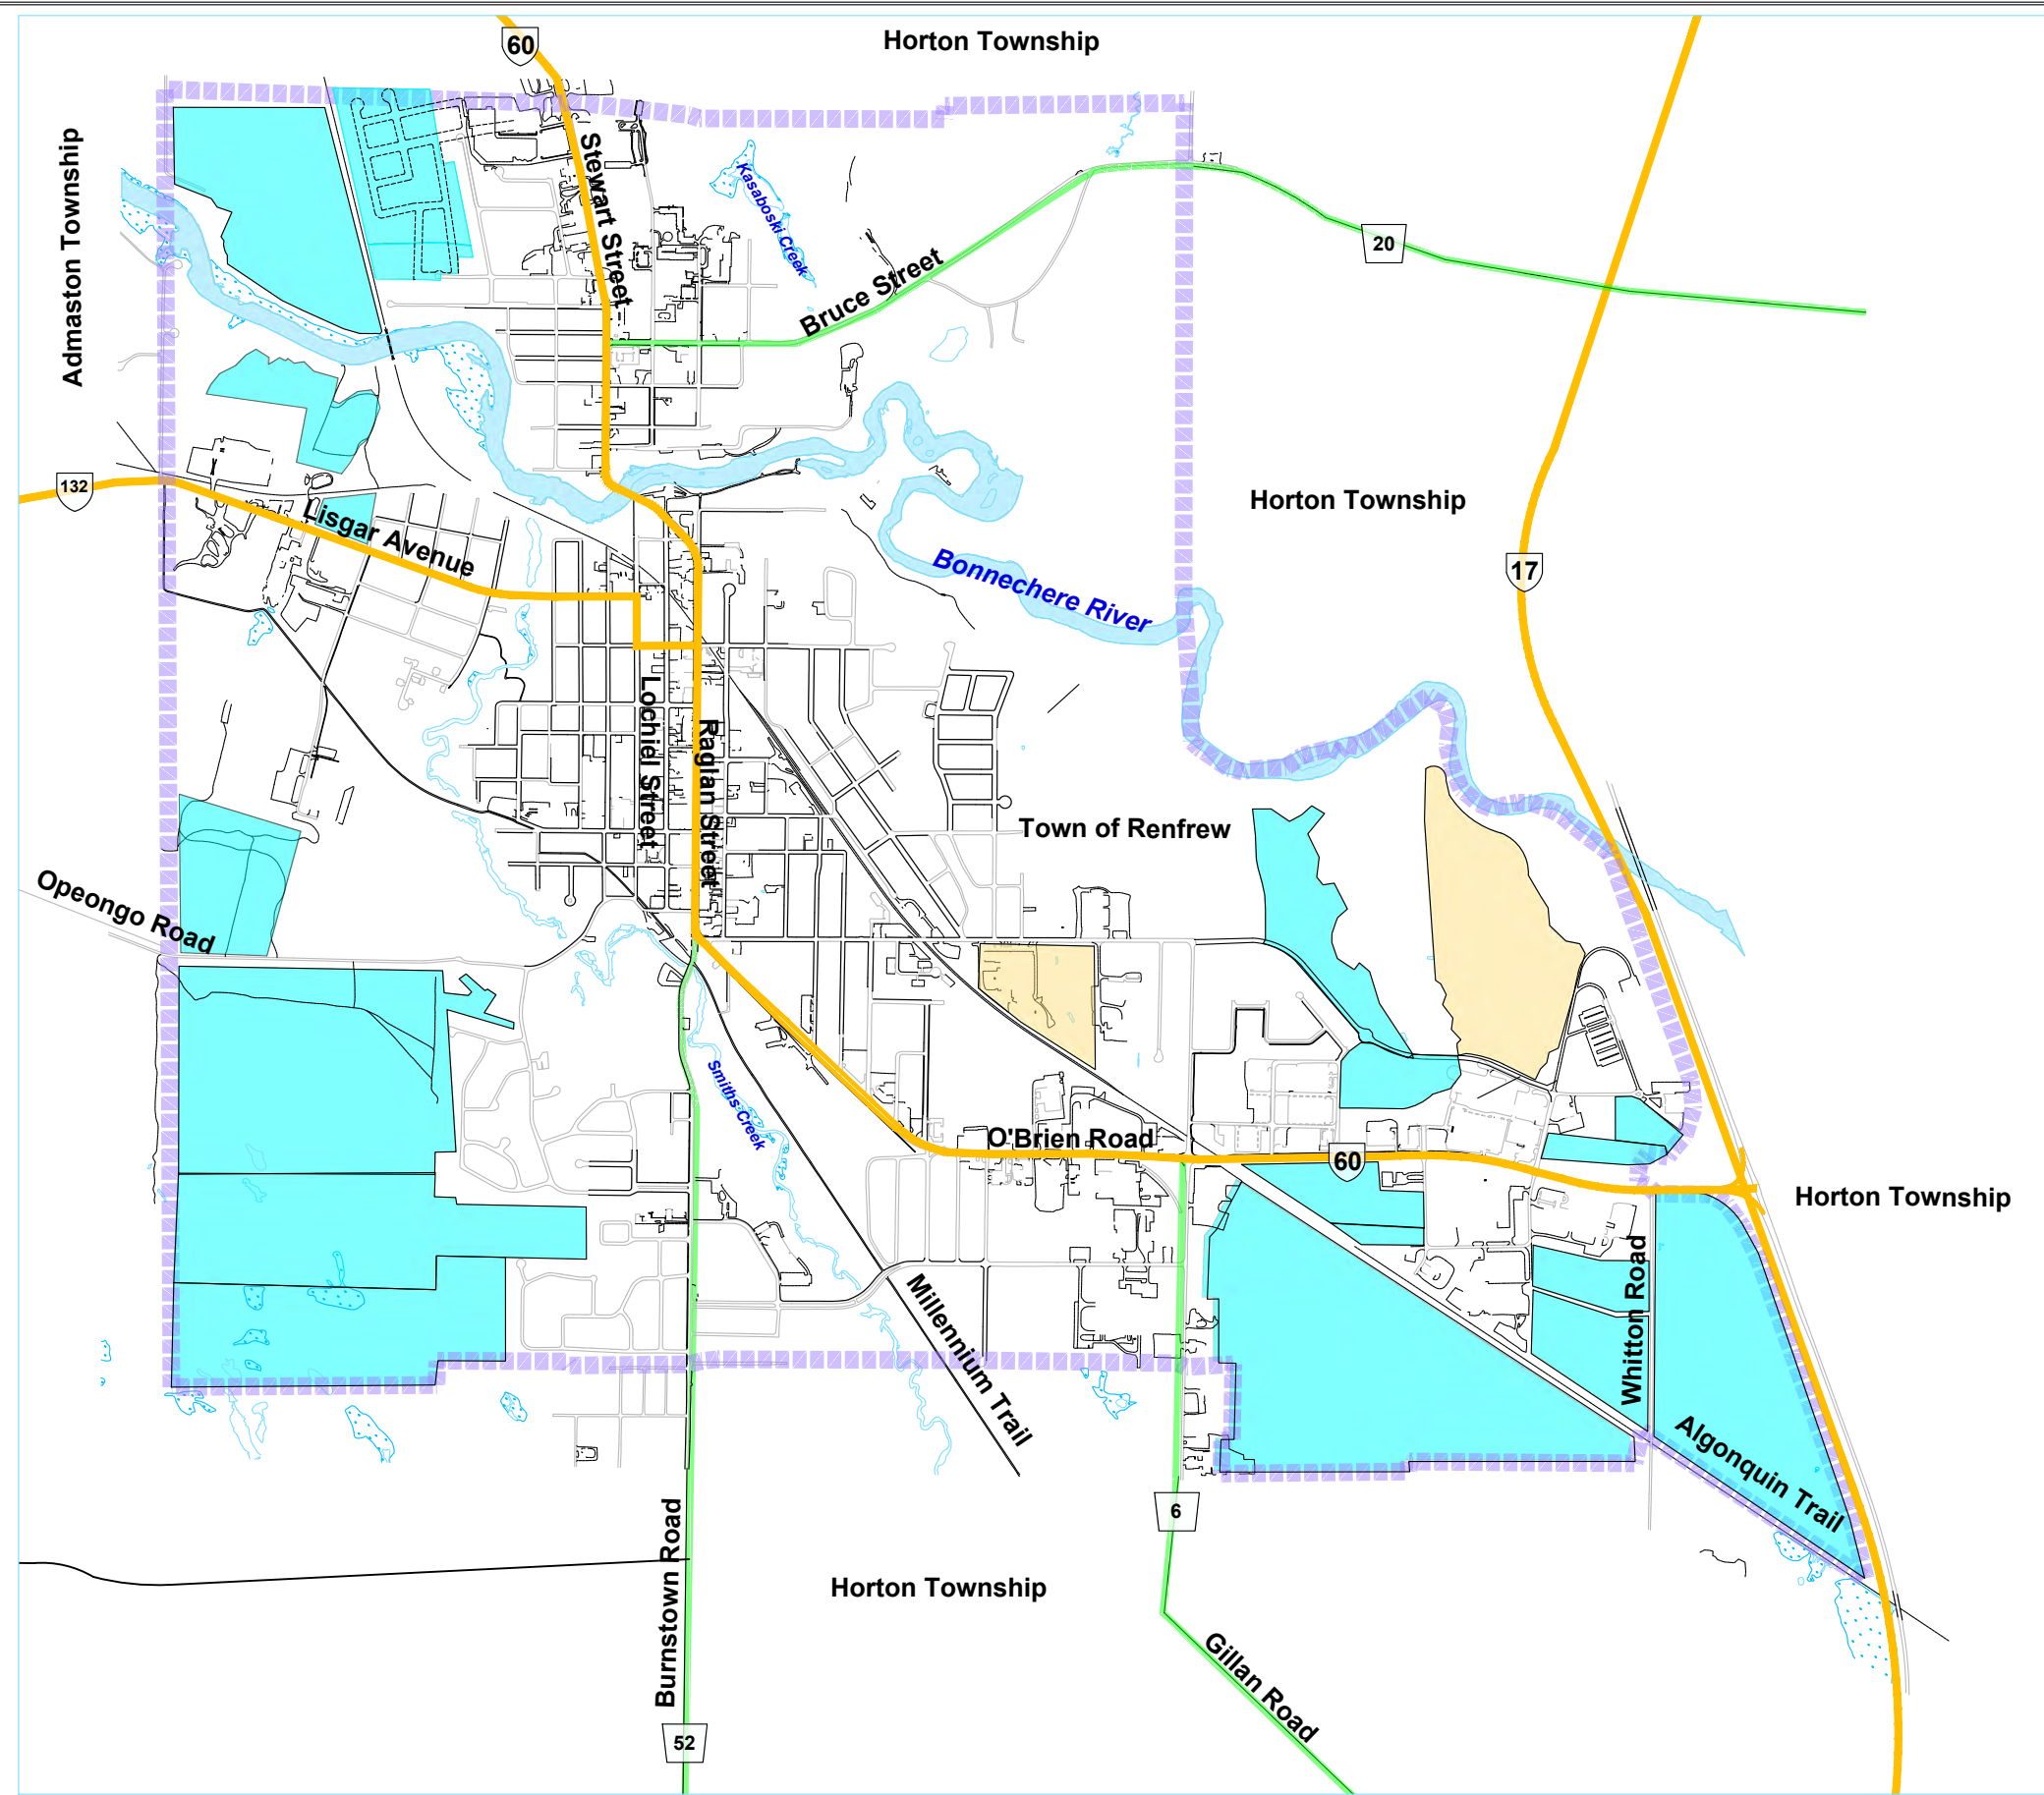 60
Horton Township
Admaston Township
Stewart Street
Kasaboski Creek
Bruce Street
20
132
Lisgar Avenue
Horton Township
17
Bonnechere River
Lochiel Street
Raglan Street
Town of Renfrew
Opeongo Road
Smiths Creek
O'Brien Road
60
Horton Township
Whitton Road
Millennium Trail
Algonquin Trail
6
Burnstown Road
Horton Township
Gillan Road
52